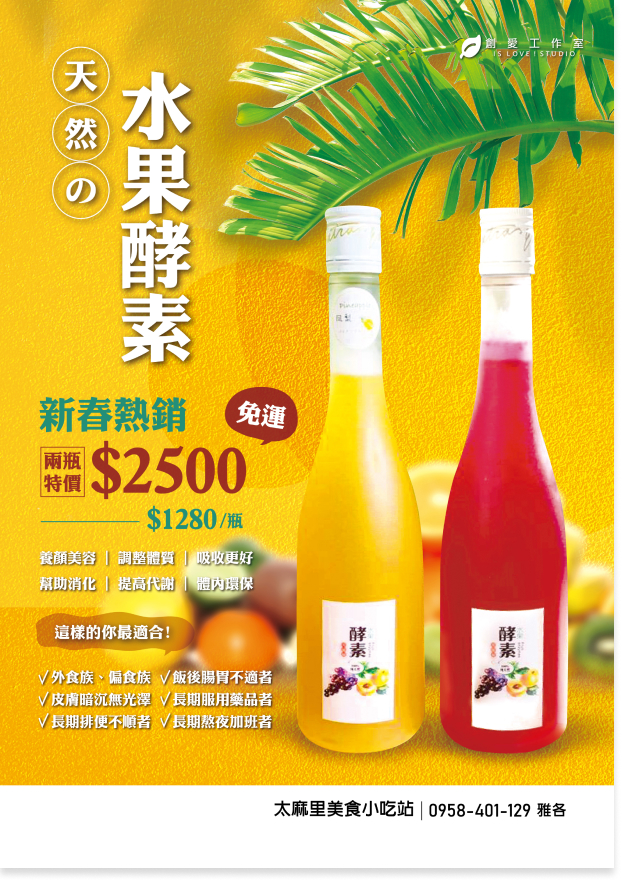 創愛工作室
IS LOVE!STUDIO
天然の
水果酵素
新春熱銷
免運
兩瓶
特價
$2500
$1280/瓶
養顏美容 | 調整體質 | 吸收更好
幫助消化 | 提高代謝 | 體內環保
這樣的你最適合!
√外食族、偏食族 √飯後腸胃不適者
√皮膚暗沉無光澤 √長期服用藥品者
√長期排便不順者 √長期熬夜加班者
鳳梨
酵素
酵素
太麻里美食小吃站 | 0958-401-129 雅各